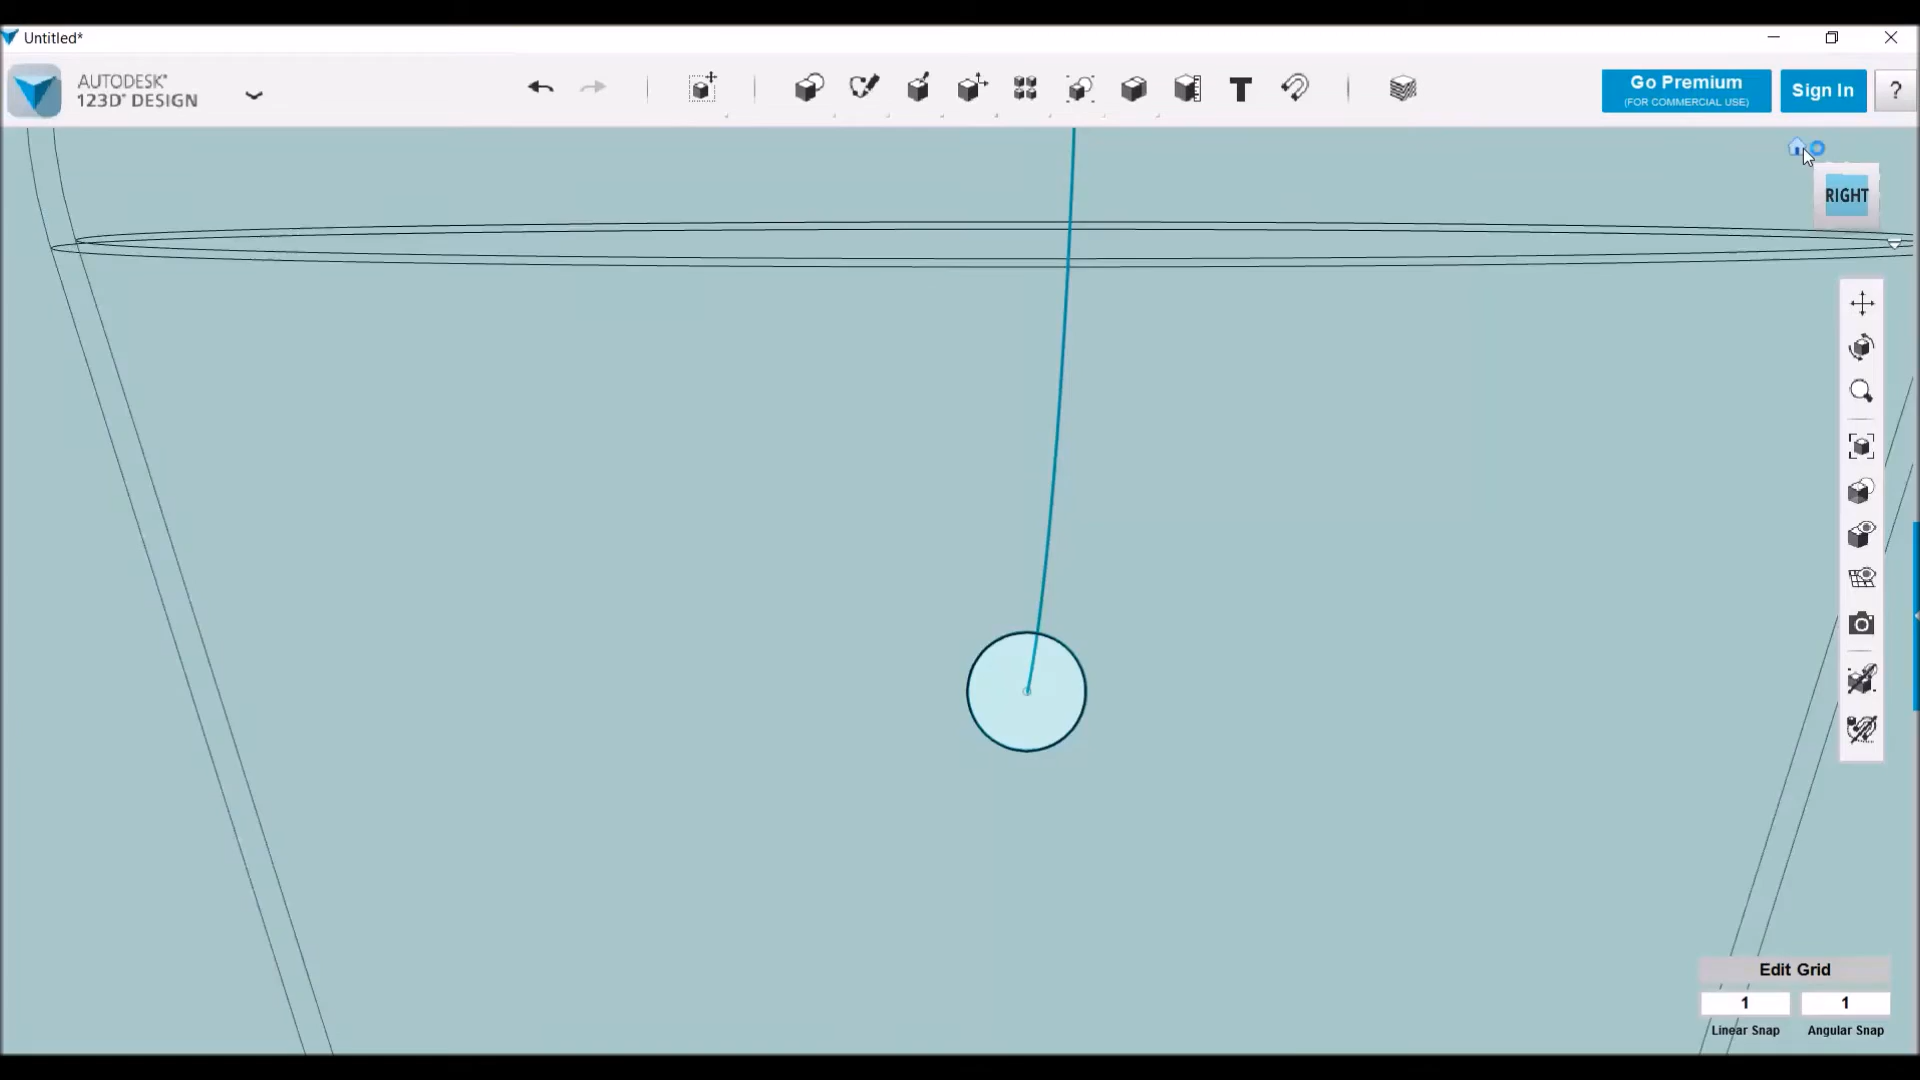 Untitled*
AUTODESK®
123D® DESIGN
T
Go Premium
(FOR COMMERCIAL USE)
Sign In
?
RIGHT
Edit Grid
1 1
Linear Snap Angular Snap